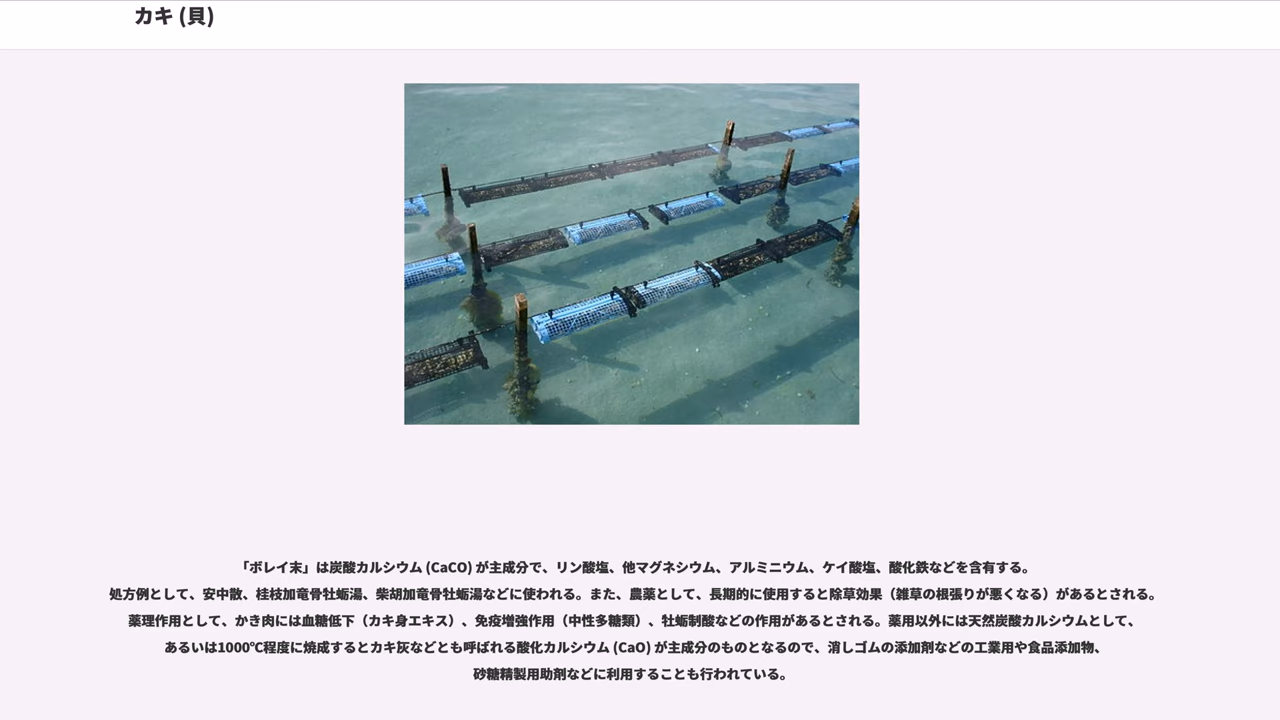 カキ (貝)
「ボレイ末」は炭酸カルシウム (CaCO) が主成分で、リン酸塩、他マグネシウム、アルミニウム、ケイ酸塩、酸化鉄などを含有する。
処方例として、安中散、桂枝加竜骨牡蛎湯、柴胡加竜骨牡蛎湯などに使われる。また、農薬として、長期的に使用すると除草効果（雑草の根張りが悪くなる）があるとされる。
薬理作用として、かき肉には血糖低下（カキ身エキス）、免疫増強作用（中性多糖類）、牡蛎制酸などの作用があるとされる。薬用以外には天然炭酸カルシウムとして、
あるいは1000℃程度に焼成するとカキ灰などとも呼ばれる酸化カルシウム (CaO) が主成分のものとなるので、消しゴムの添加剤などの工業用や食品添加物、
砂糖精製用助剤などに利用することも行われている。